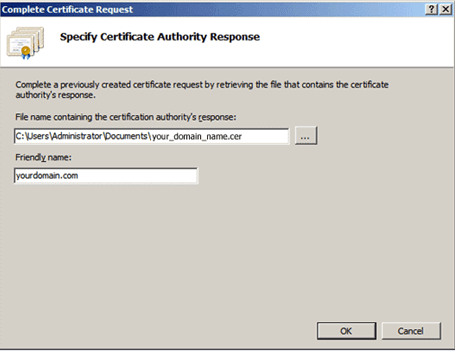 Complete Certificate Request
? X
Specify Certificate Authority Response
Complete a previously created certificate request by retrieving the file that contains the certificate
authority's response.
File name containing the certification authority's response:
C:\Users\Administrator\Documents\your_domain_name.cer
...
Friendly name:
yourdomain.com
OK Cancel